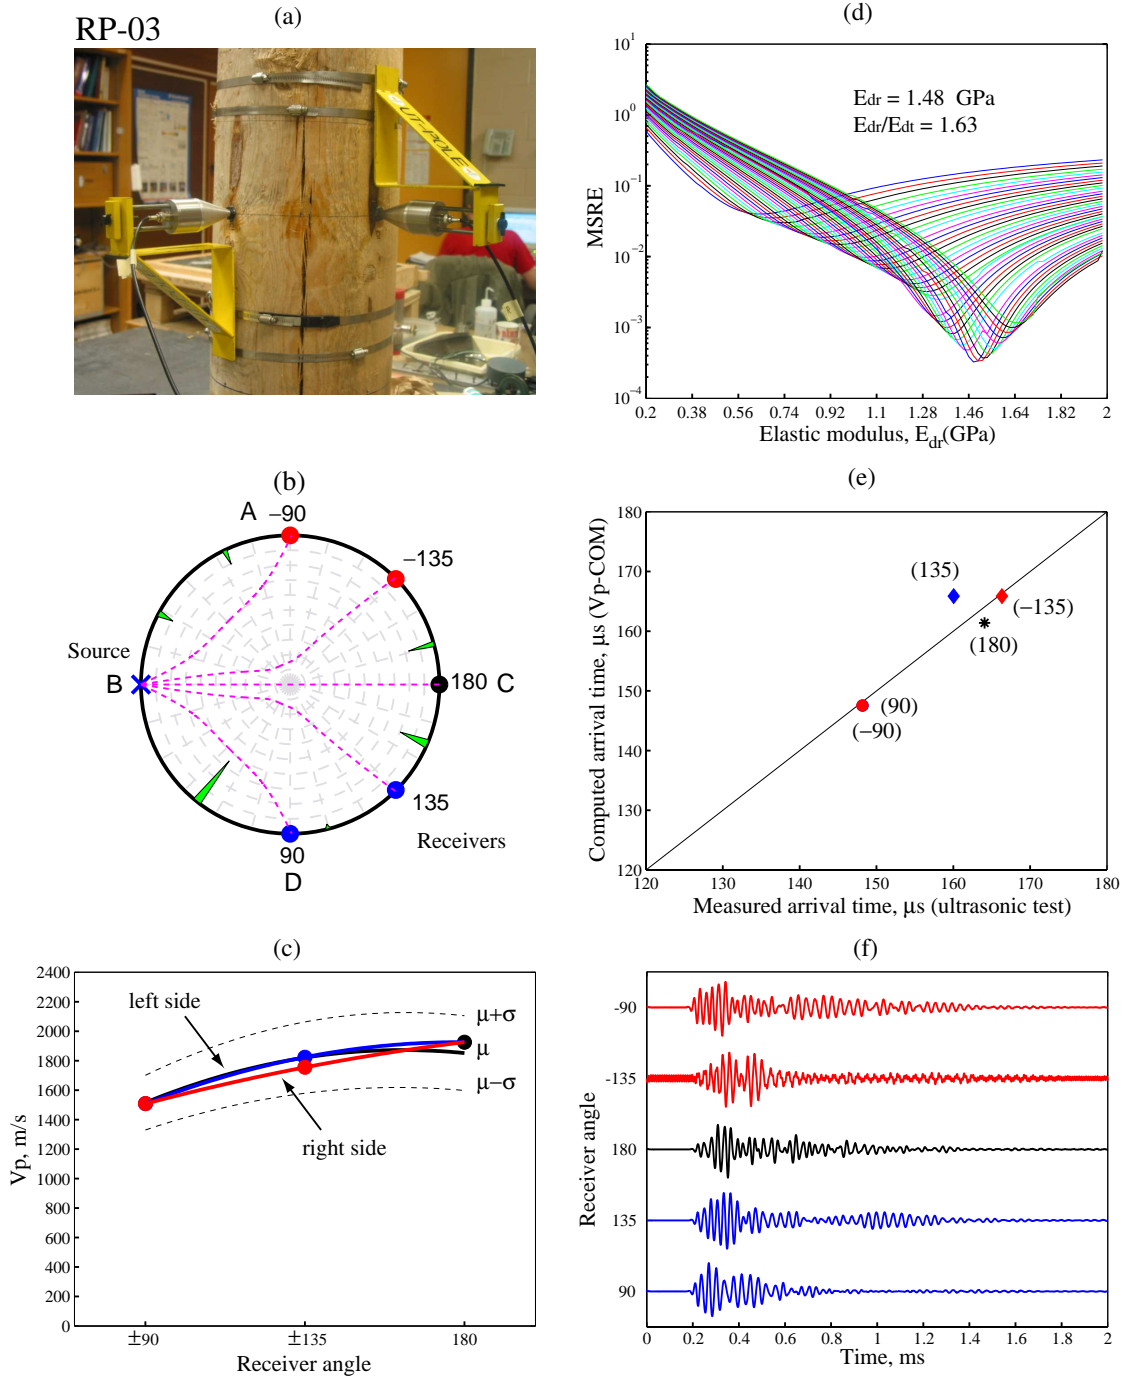 RP-03
(a)
UT-POLE
(b)
A
−90
−135
Source
B
180
C
135
Receivers
90
D
(c)
2400
2200
2000
1800
1600
1400
1200
1000
800
600
400
200
0
Vp, m/s
left side
right side
μ+σ
μ
μ−σ
±90
±135
180
Receiver angle
(d)
10^1
10^0
10^−1
10^−2
10^−3
10^−4
MSRE
Edr = 1.48 GPa
Edr/Edt = 1.63
0.2 0.38 0.56 0.74 0.92 1.1 1.28 1.46 1.64 1.82 2
Elastic modulus, Edr(GPa)
(e)
180
170
160
150
140
130
120
Computed arrival time, μs (Vp-COM)
(135)
(−135)
(180)
(90)
(−90)
120 130 140 150 160 170 180
Measured arrival time, μs (ultrasonic test)
(f)
-90
-135
180
135
90
Receiver angle
0 0.2 0.4 0.6 0.8 1 1.2 1.4 1.6 1.8 2
Time, ms